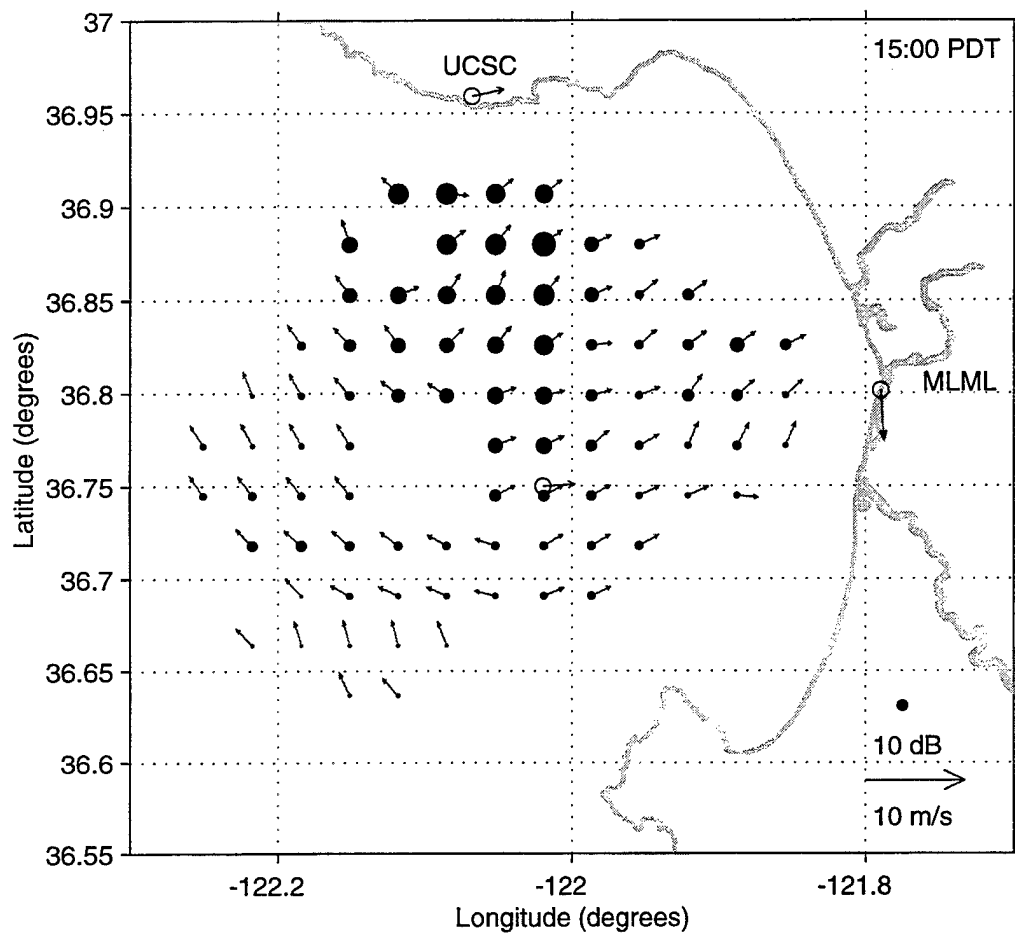 37
15:00 PDT
UCSC
36.95
36.9
36.85
36.8
MLML
36.75
36.7
36.65
10 dB
36.6
10 m/s
36.55
-122.2
-122
-121.8
Longitude (degrees)
Latitude (degrees)